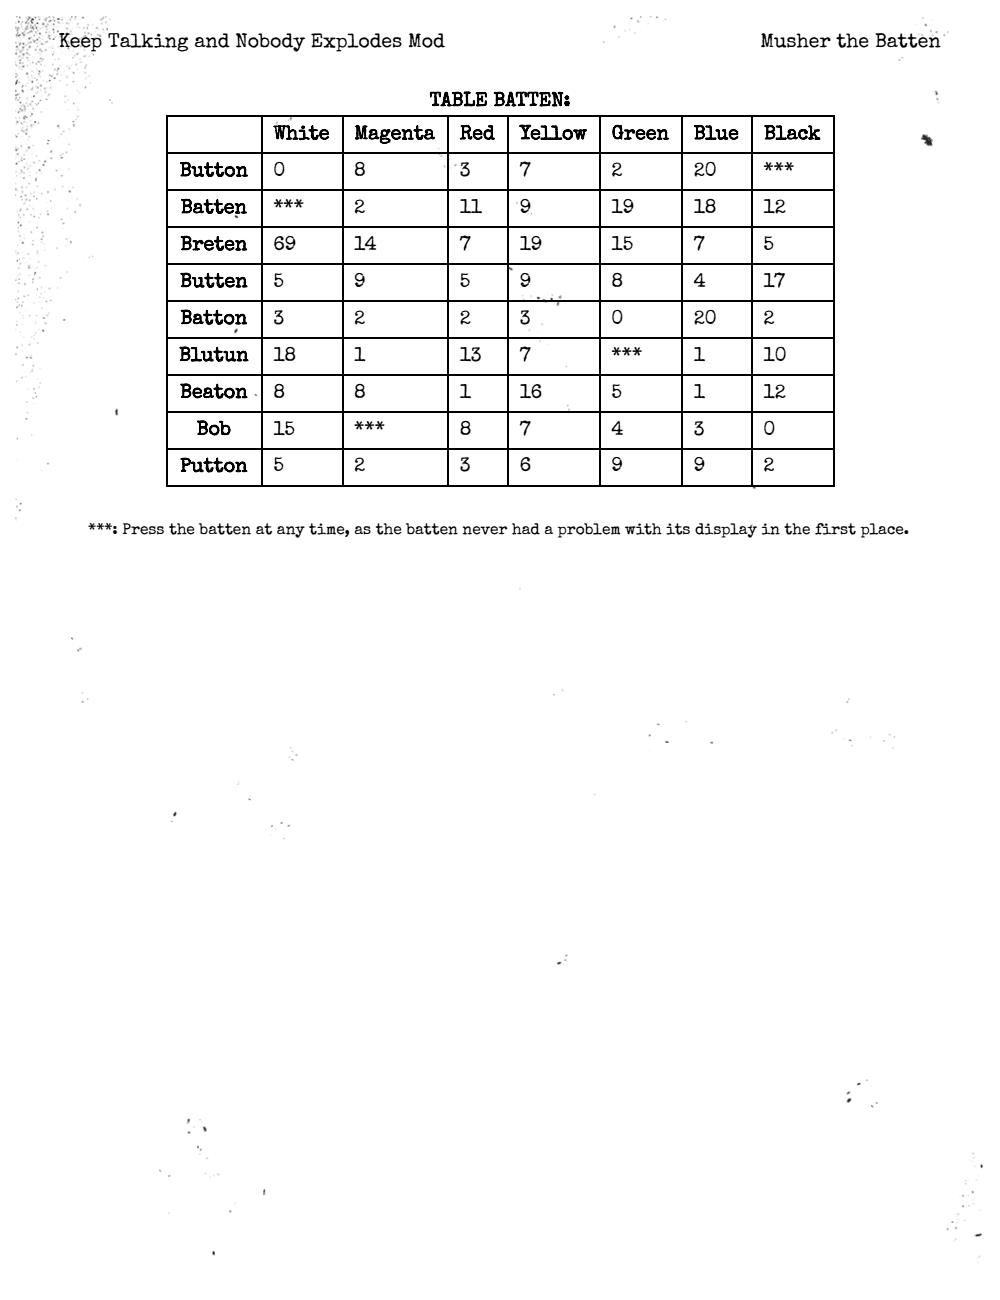 Keep Talking and Nobody Explodes Mod Musher the Batten
TABLE BATTEN:
White Magenta Red Yellow Green Blue Black
Button 0 8 3 7 2 20 ***
Batten *** 2 11 9 19 18 12
Breten 69 14 7 19 15 7 5
Butten 5 9 5 9 8 4 17
Batton 3 2 2 3 0 20 2
Blutun 18 1 13 7 *** 1 10
Beaton 8 8 1 16 5 1 12
Bob 15 *** 8 7 4 3 0
Putton 5 2 3 6 9 9 2
***: Press the batten at any time, as the batten never had a problem with its display in the first place.